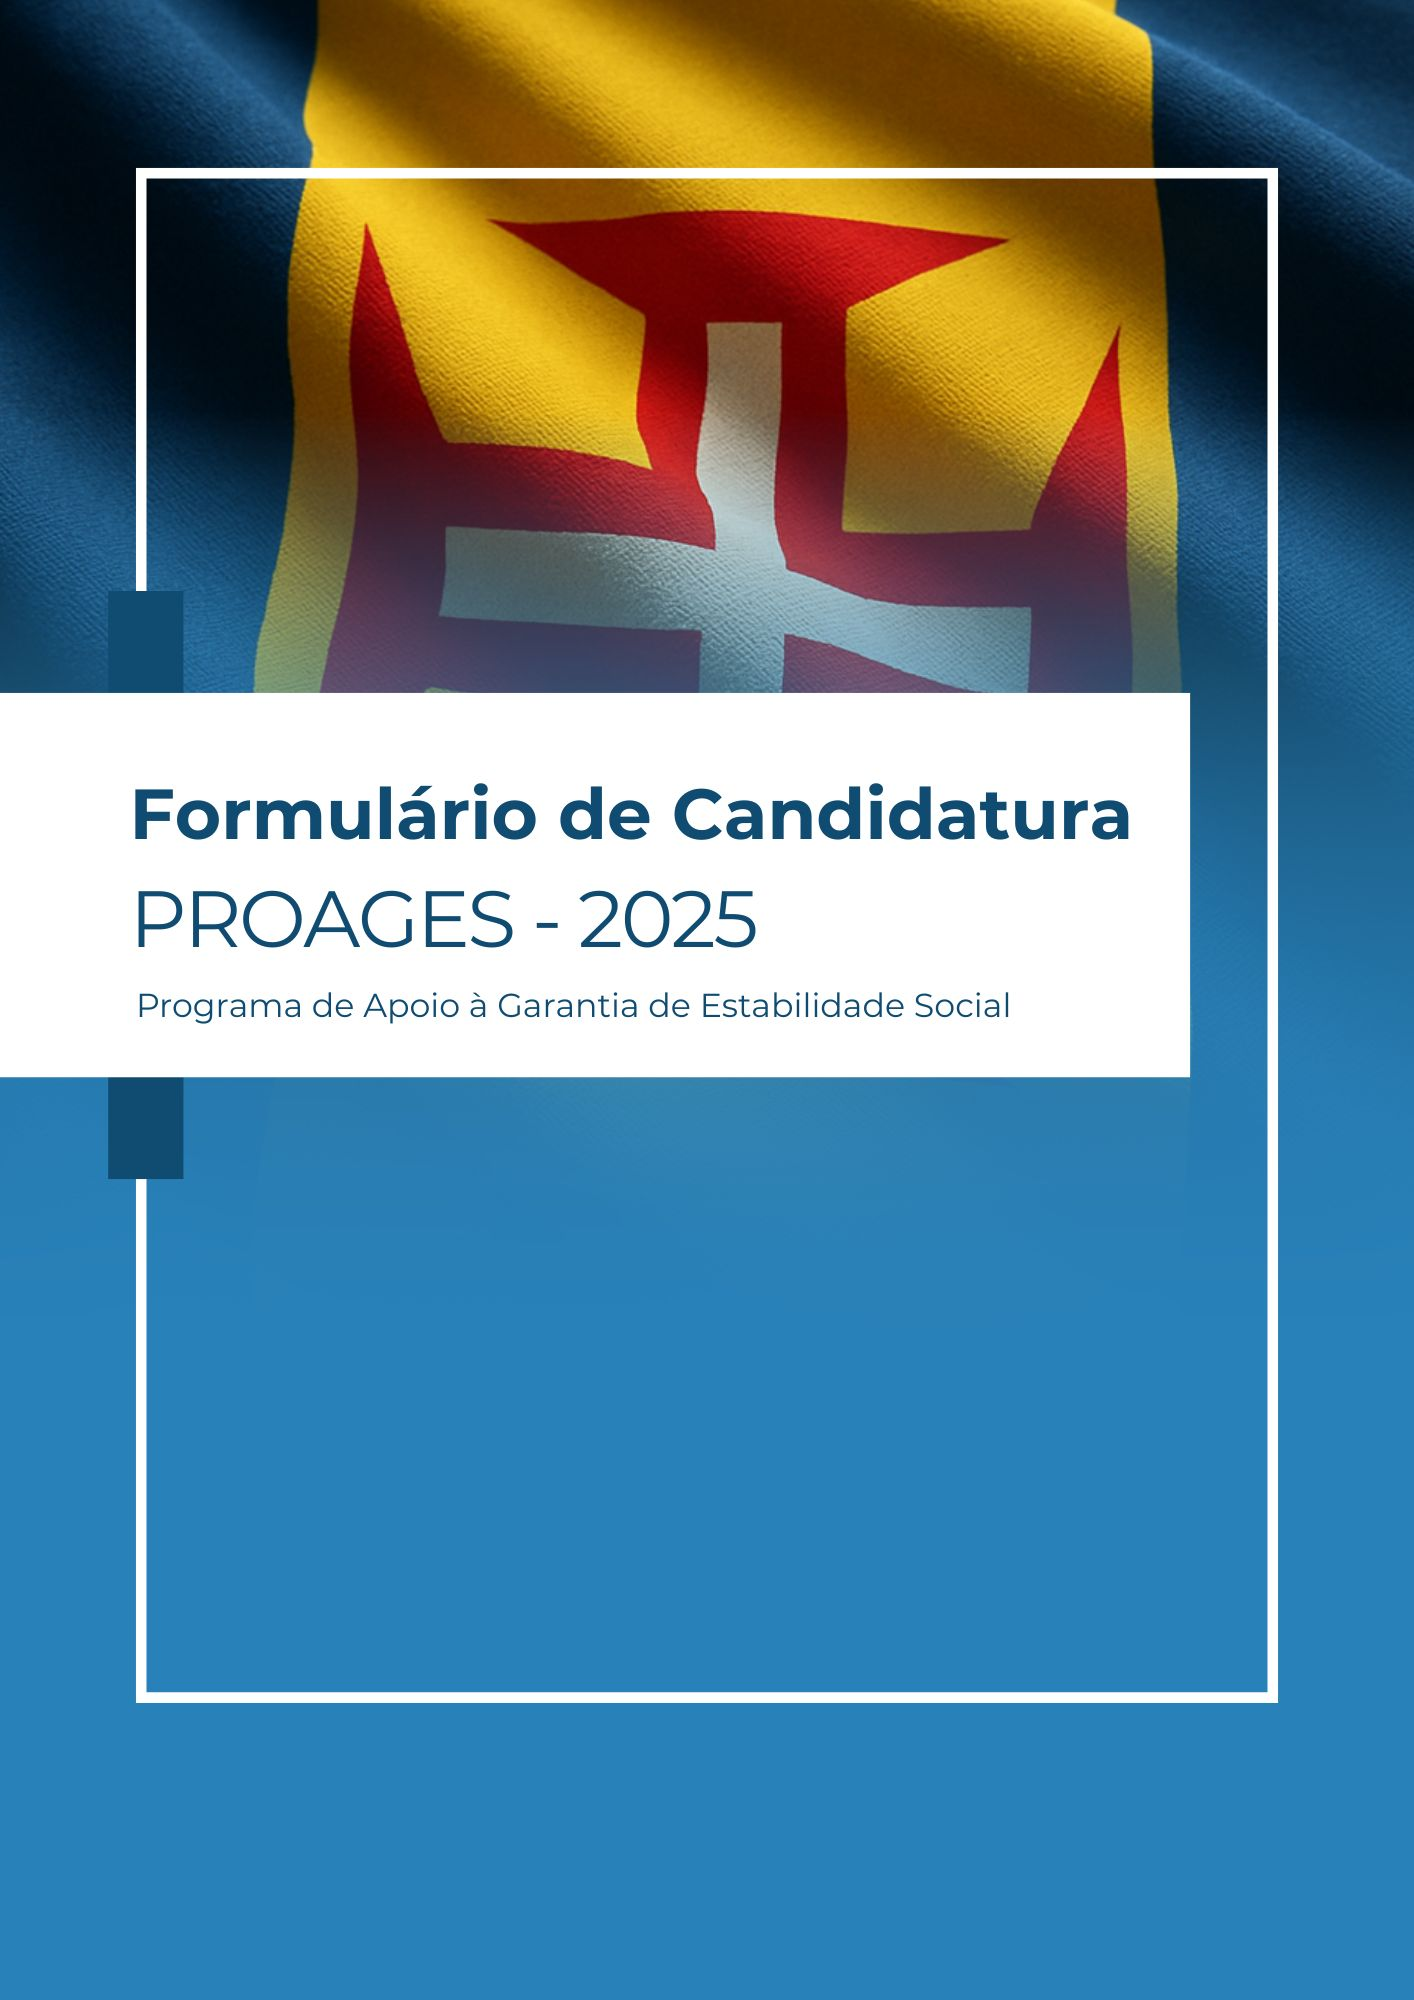 Formulário de Candidatura
PROAGES - 2025
Programa de Apoio à Garantia de Estabilidade Social